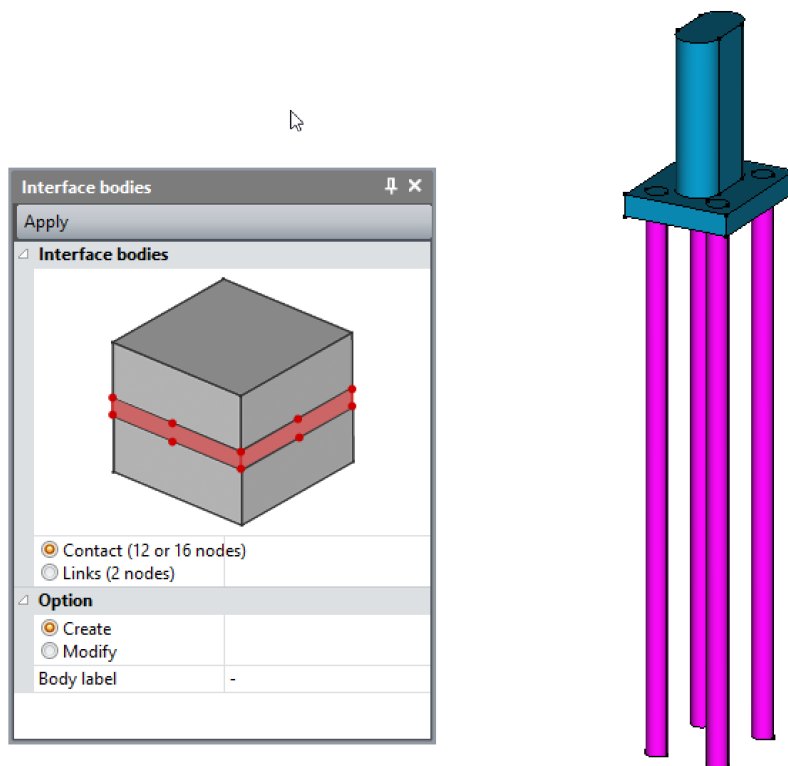 Interface bodies
Apply
Interface bodies
Contact (12 or 16 nodes)
Links (2 nodes)
Option
Create
Modify
Body label -